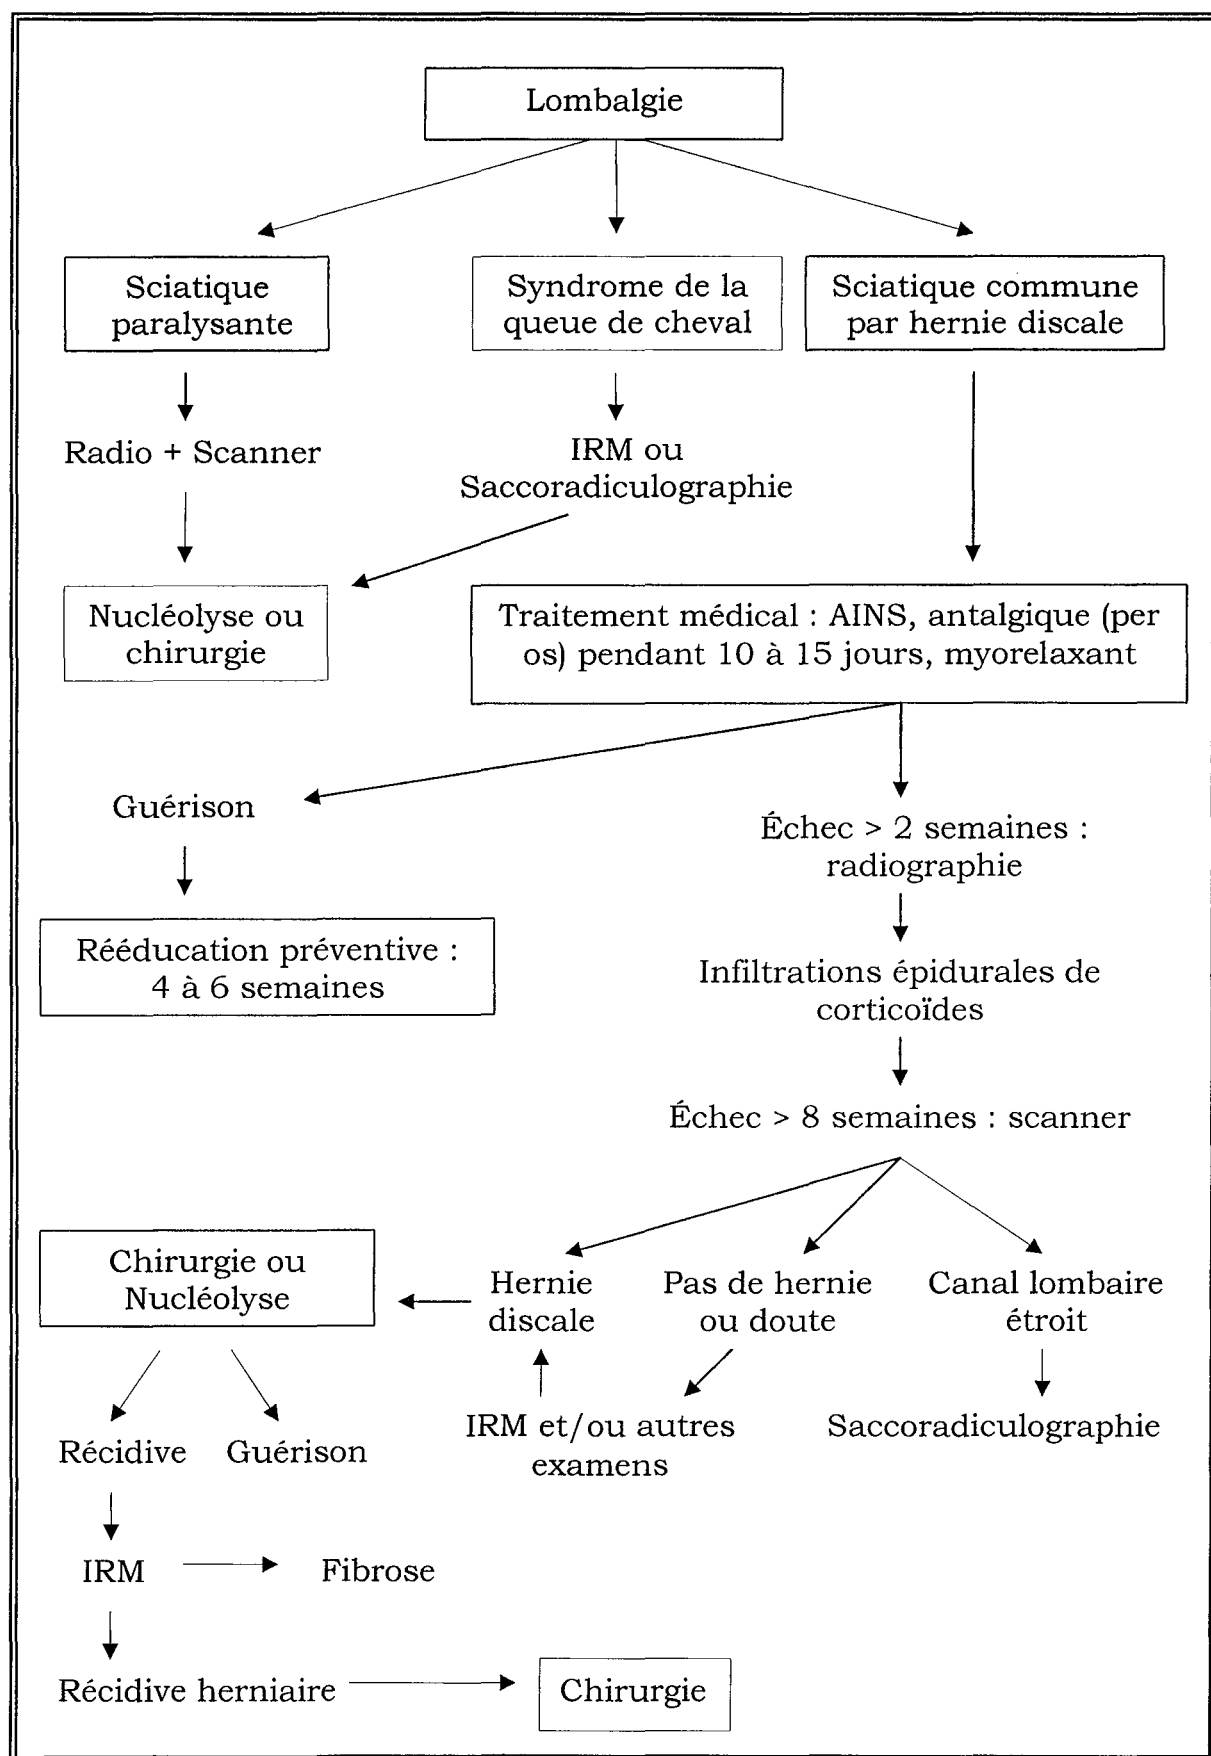 Lombalgie
Sciatique
paralysante
Syndrome de la
queue de cheval
Sciatique commune
par hernie discale
Radio + Scanner
IRM ou
Saccoradiculographie
Nucléolyse ou
chirurgie
Traitement médical : AINS, antalgique (per
os) pendant 10 à 15 jours, myorelaxant
Guérison
Échec > 2 semaines :
radiographie
Rééducation préventive :
4 à 6 semaines
Infiltrations épidurales de
corticoïdes
Échec > 8 semaines : scanner
Chirurgie ou
Nucléolyse
Hernie
discale
Pas de hernie
ou doute
Canal lombaire
étroit
Récidive
Guérison
IRM et/ou autres
examens
Saccoradiculographie
IRM
Fibrose
Récidive herniaire
Chirurgie